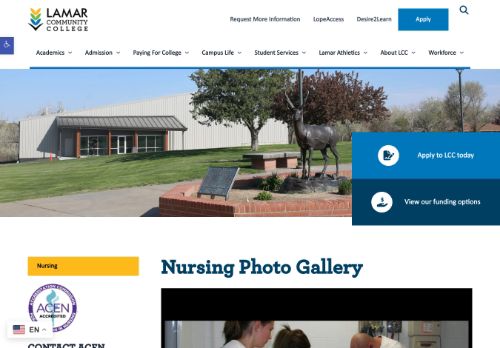 LAMAR
COMMUNITY
COLLEGE
Request More Information
LopeAccess
Desire2Learn
Apply
Academics
Admission
Paying For College
Campus Life
Student Services
Lamar Athletics
About LCC
Workforce
Apply to LCC today
View our funding options
Nursing
Nursing Photo Gallery
ACEN
ACCREDITED
EN
CONTACT ACEN